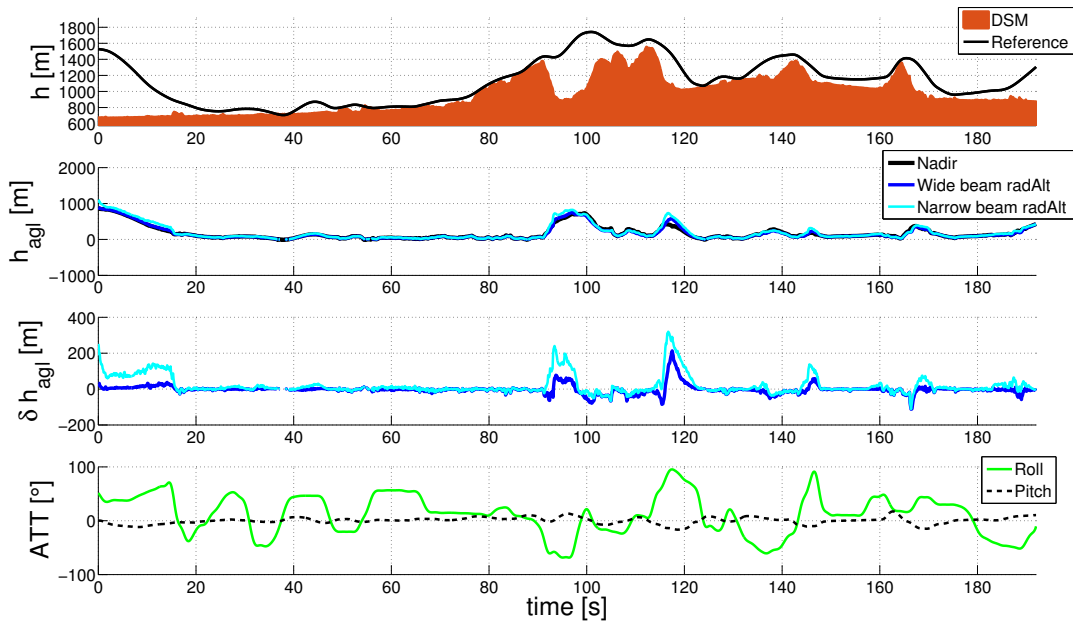 1800
1600
1400
1200
1000
800
600
h [m]
DSM
Reference
0 20 40 60 80 100 120 140 160 180
2000
1000
0
−1000
h_agl [m]
Nadir
Wide beam radAlt
Narrow beam radAlt
0 20 40 60 80 100 120 140 160 180
400
200
0
−200
δ h_agl [m]
0 20 40 60 80 100 120 140 160 180
100
0
−100
ATT [°]
Roll
Pitch
0 20 40 60 80 100 120 140 160 180
time [s]